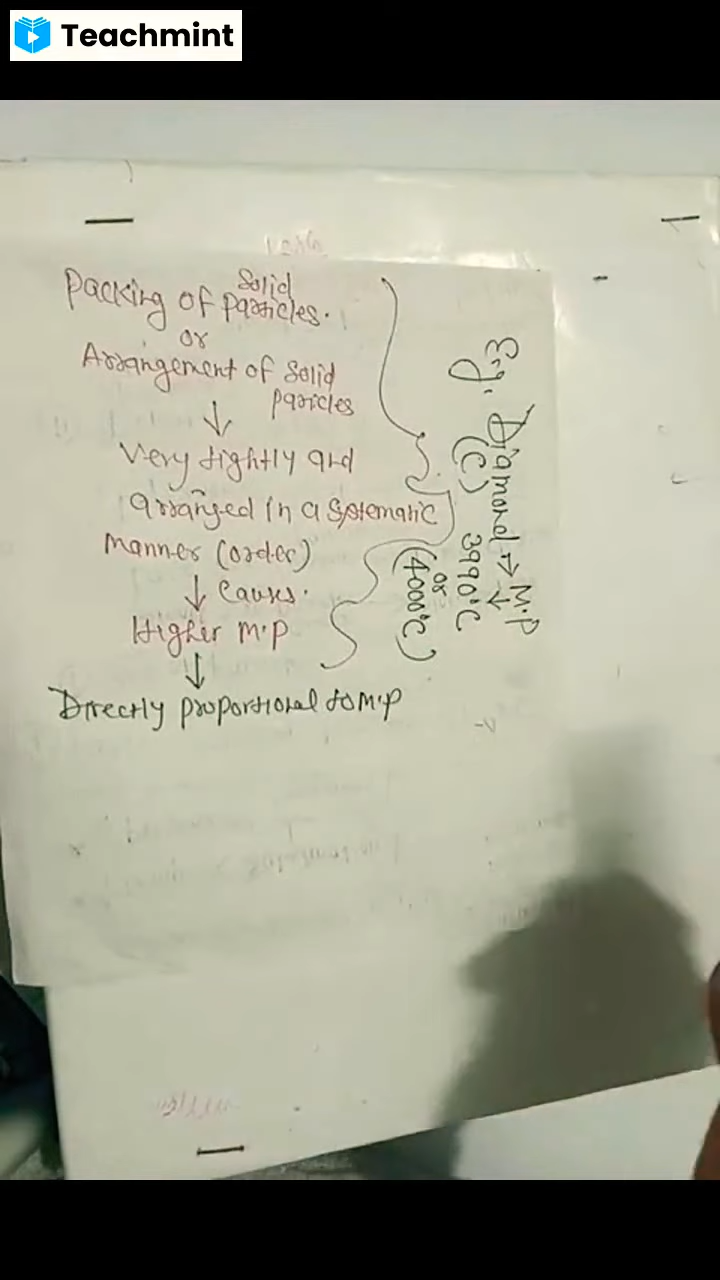 Teachmint
Solid
Packing of particles.
or
Arrangement of solid
particles
↓
Very tightly and
arranged in a systematic
manner (order)
↓ causes.
Higher M.P
↓
Directly proportional to M.P
E.g. Diamond → M.P
(C) ↓
3990°C
or
(4000°C)